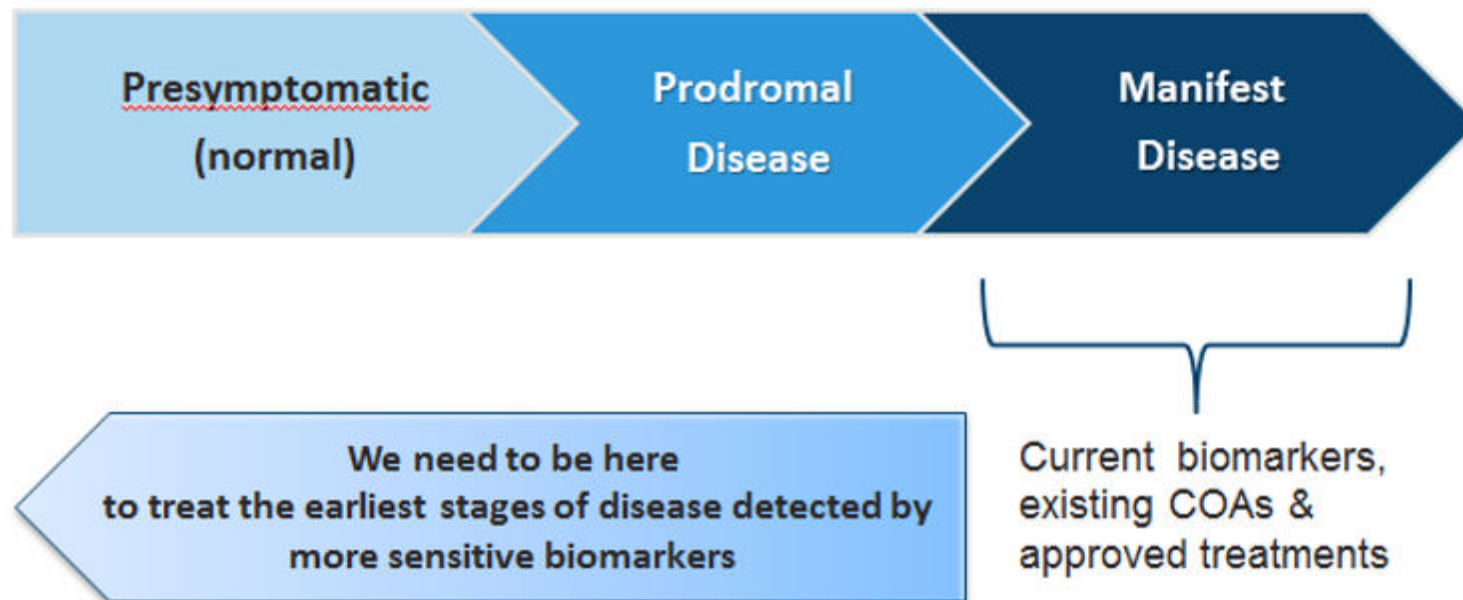 Presymptomatic
(normal)
Prodromal
Disease
Manifest
Disease
We need to be here
to treat the earliest stages of disease detected by
more sensitive biomarkers
Current biomarkers,
existing COAs &
approved treatments